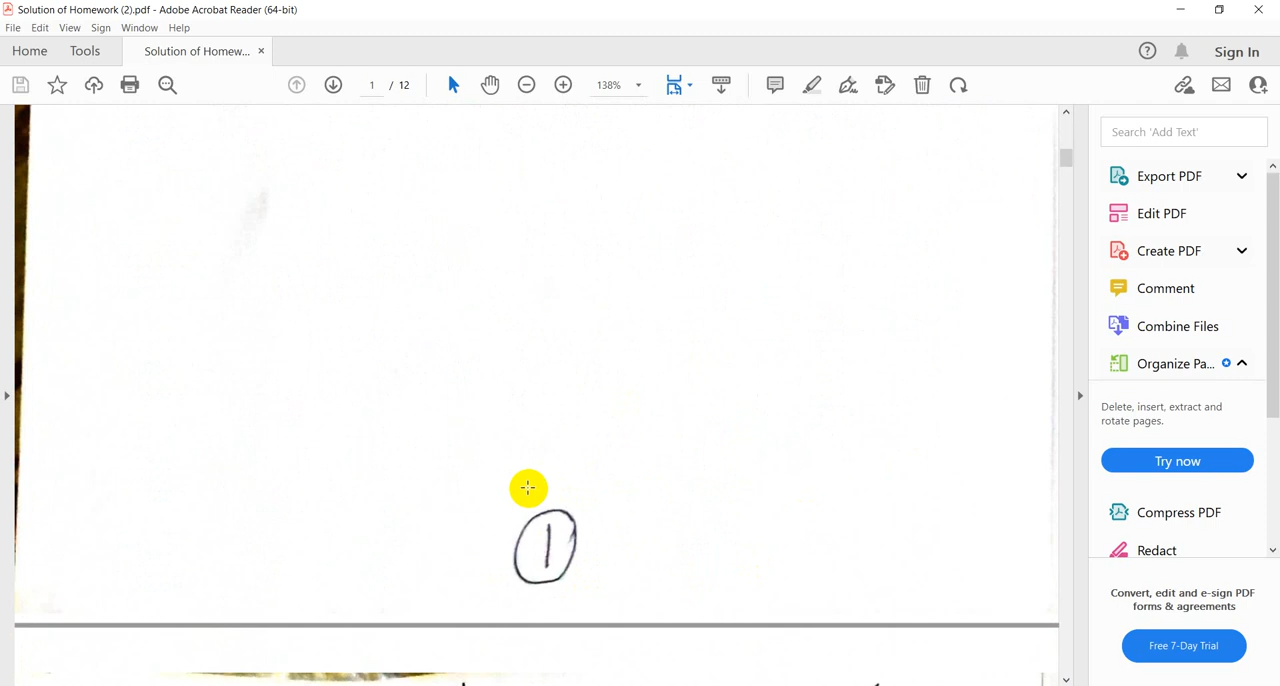 Solution of Homework (2).pdf - Adobe Acrobat Reader (64-bit)
File Edit View Sign Window Help
Home Tools Solution of Homew... × Sign In
1 / 12 138%
Search 'Add Text'
Export PDF
Edit PDF
Create PDF
Comment
Combine Files
Organize Pa...
Delete, insert, extract and
rotate pages.
Try now
Compress PDF
Redact
Convert, edit and e-sign PDF
forms & agreements
Free 7-Day Trial
1